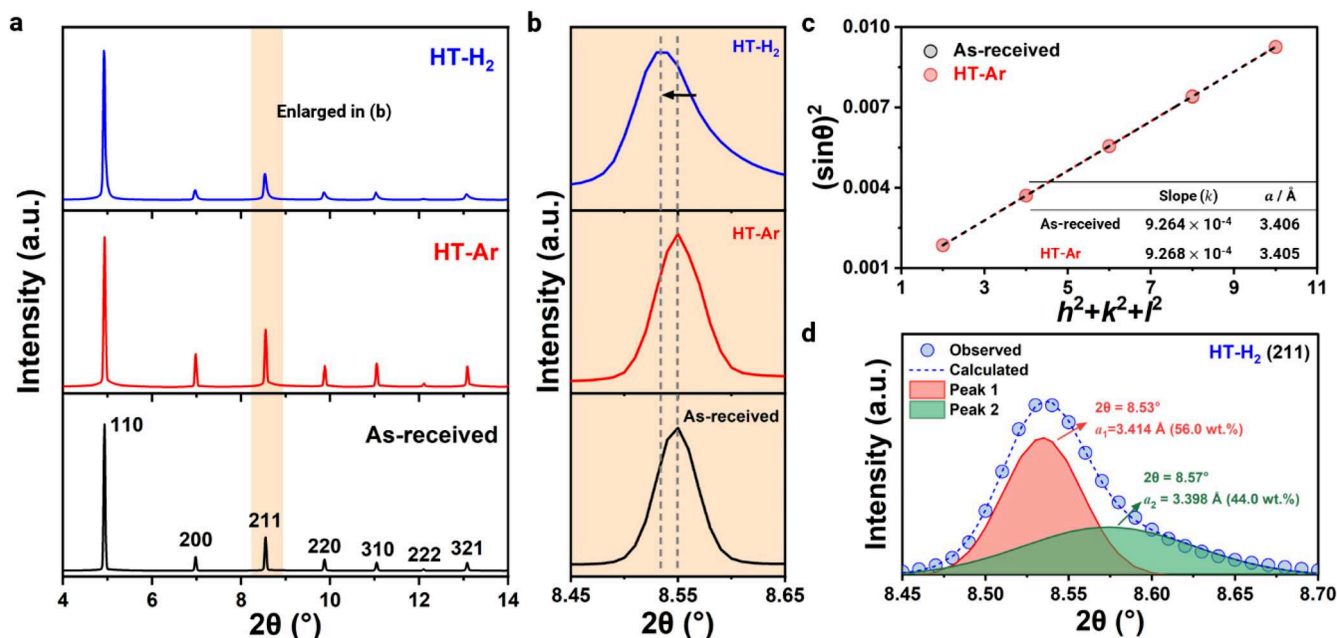 a
HT-H2
Enlarged in (b)
HT-Ar
As-received
110
200
211
220
310
222
321
Intensity (a.u.)
4 6 8 10 12 14
2θ (°)
b
HT-H2
HT-Ar
As-received
Intensity (a.u.)
8.45 8.55 8.65
2θ (°)
c
0.010
0.007
0.004
0.001
(sinθ)2
As-received
HT-Ar
Slope (k) a / Å
As-received 9.264 × 10-4 3.406
HT-Ar 9.268 × 10-4 3.405
1 3 5 7 9 11
h2+k2+l2
d
Observed
Calculated
Peak 1
Peak 2
HT-H2 (211)
2θ = 8.53°
a1=3.414 Å (56.0 wt.%)
2θ = 8.57°
a2 = 3.398 Å (44.0 wt.%)
Intensity (a.u.)
8.45 8.50 8.55 8.60 8.65 8.70
2θ (°)